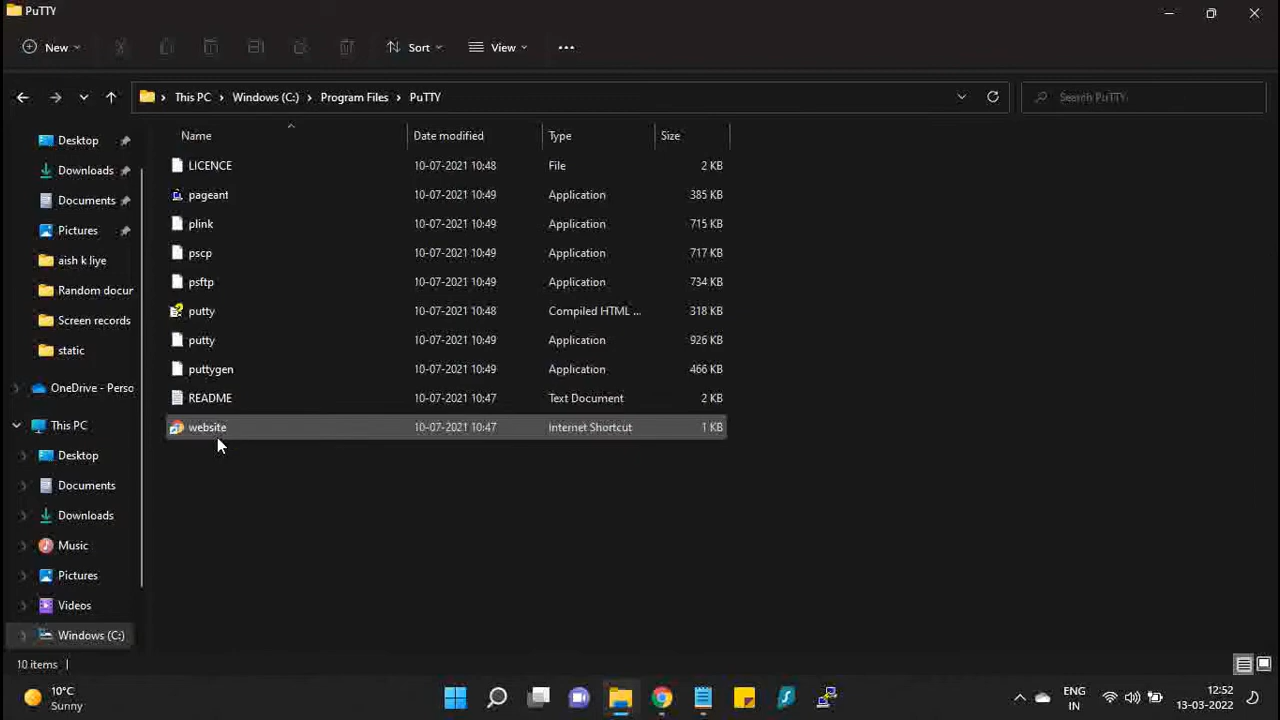 PuTTY
New
Sort
View
This PC
Windows (C:)
Program Files
PuTTY
Search PuTTY
Name
Date modified
Type
Size
LICENCE 10-07-2021 10:48 File 2 KB
pageant 10-07-2021 10:49 Application 385 KB
plink 10-07-2021 10:49 Application 715 KB
pscp 10-07-2021 10:49 Application 717 KB
psftp 10-07-2021 10:49 Application 734 KB
putty 10-07-2021 10:48 Compiled HTML ... 318 KB
putty 10-07-2021 10:49 Application 926 KB
puttygen 10-07-2021 10:49 Application 466 KB
README 10-07-2021 10:47 Text Document 2 KB
website 10-07-2021 10:47 Internet Shortcut 1 KB
Desktop
Downloads
Documents
Pictures
aish k liye
Random docur
Screen records
static
OneDrive - Perso
This PC
Desktop
Documents
Downloads
Music
Pictures
Videos
Windows (C:)
10 items
10°C
Sunny
ENG
IN
12:52
13-03-2022